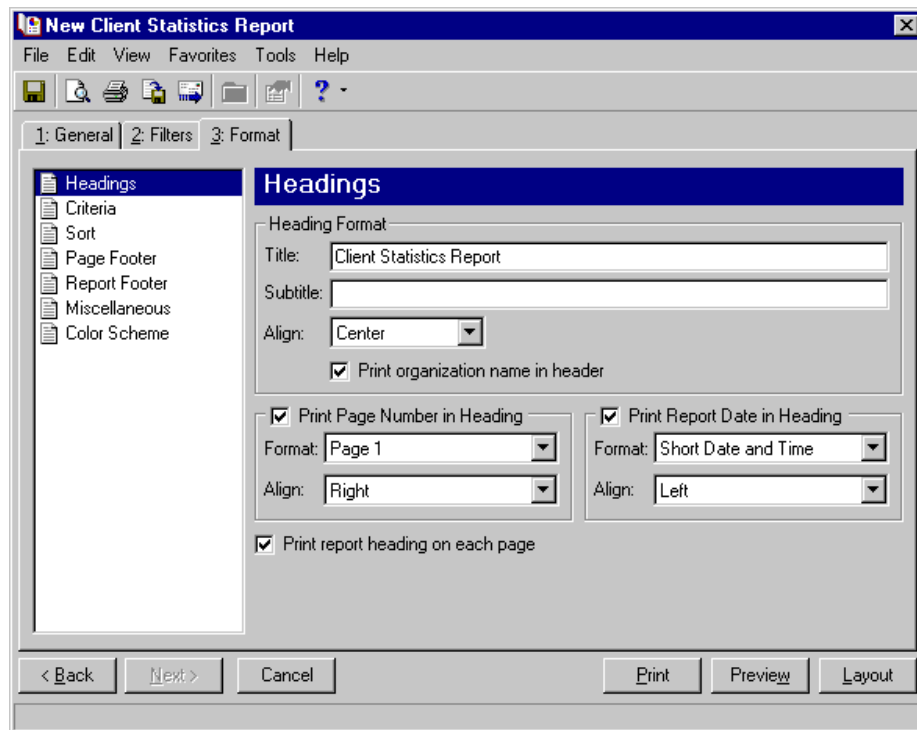 New Client Statistics Report
File Edit View Favorites Tools Help
?
1: General 2: Filters 3: Format
Headings
Criteria
Sort
Page Footer
Report Footer
Miscellaneous
Color Scheme
Headings
Heading Format
Title: Client Statistics Report
Subtitle:
Align: Center
Print organization name in header
Print Page Number in Heading
Format: Page 1
Align: Right
Print Report Date in Heading
Format: Short Date and Time
Align: Left
Print report heading on each page
< Back Next > Cancel Print Preview Layout